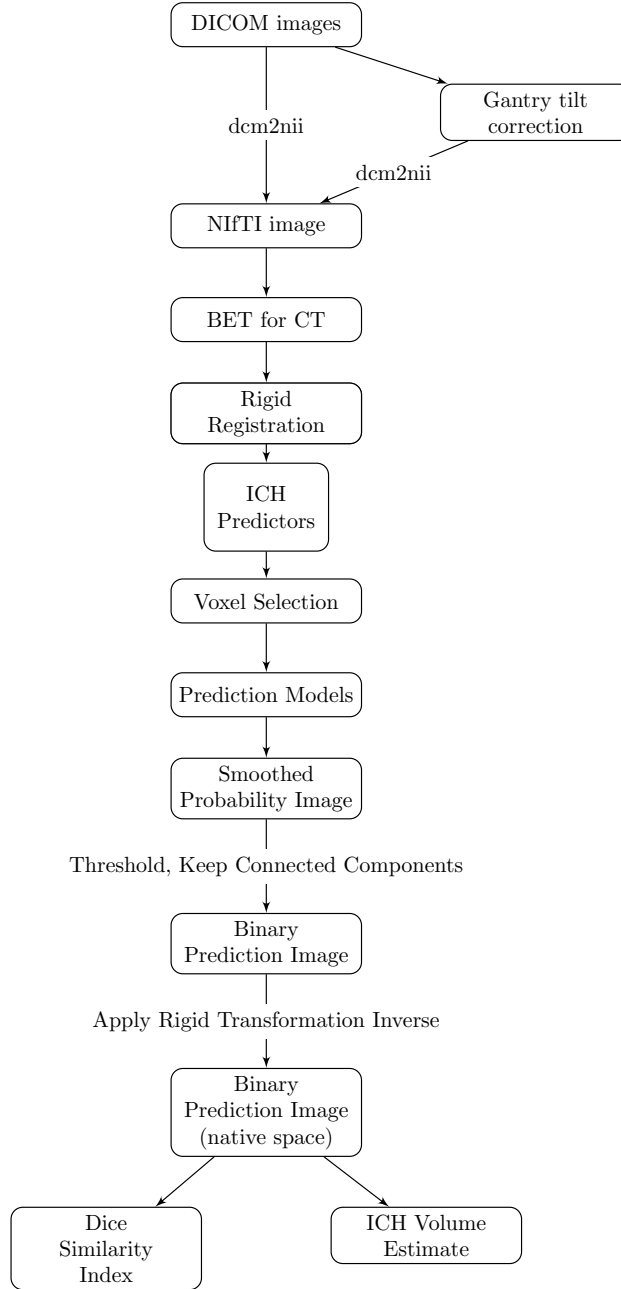 DICOM images
Gantry tilt
correction
dcm2nii
dcm2nii
NIfTI image
BET for CT
Rigid
Registration
ICH
Predictors
Voxel Selection
Prediction Models
Smoothed
Probability Image
Threshold, Keep Connected Components
Binary
Prediction Image
Apply Rigid Transformation Inverse
Binary
Prediction Image
(native space)
Dice
Similarity
Index
ICH Volume
Estimate